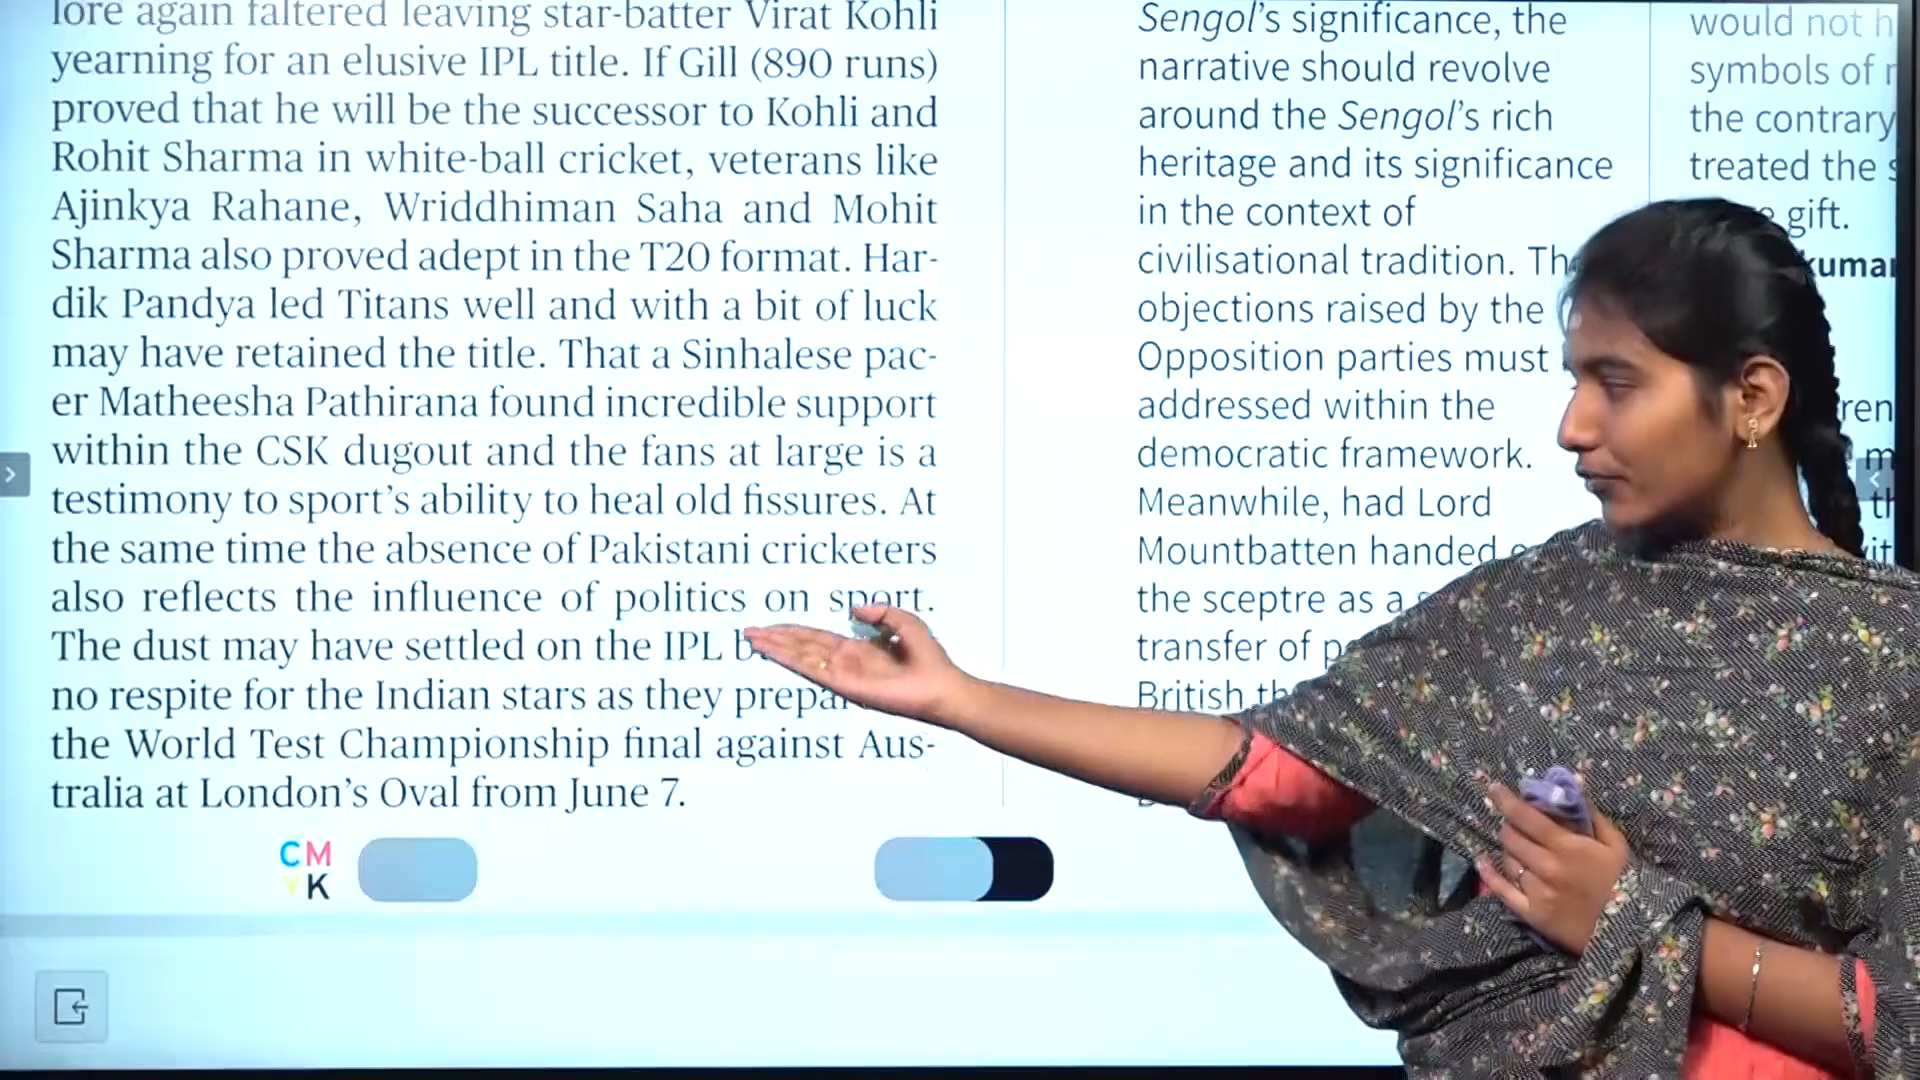 lore again faltered leaving star-batter Virat Kohli
yearning for an elusive IPL title. If Gill (890 runs)
proved that he will be the successor to Kohli and
Rohit Sharma in white-ball cricket, veterans like
Ajinkya Rahane, Wriddhiman Saha and Mohit
Sharma also proved adept in the T20 format. Har-
dik Pandya led Titans well and with a bit of luck
may have retained the title. That a Sinhalese pac-
er Matheesha Pathirana found incredible support
within the CSK dugout and the fans at large is a
testimony to sport's ability to heal old fissures. At
the same time the absence of Pakistani cricketers
also reflects the influence of politics on sport.
The dust may have settled on the IPL
no respite for the Indian stars as they
the World Test Championship final against Aus-
tralia at London's Oval from June 7.
CM
YK
Sengol's significance, the
narrative should revolve
around the Sengol's rich
heritage and its significance
in the context of
civilisational tradition.
objections raised by the
Opposition parties must
addressed within the
democratic framework.
Meanwhile, had Lord
Mountbatten handed
the sceptre as a
transfer of
British
would not
symbols of
the contrary
treated the
gift.